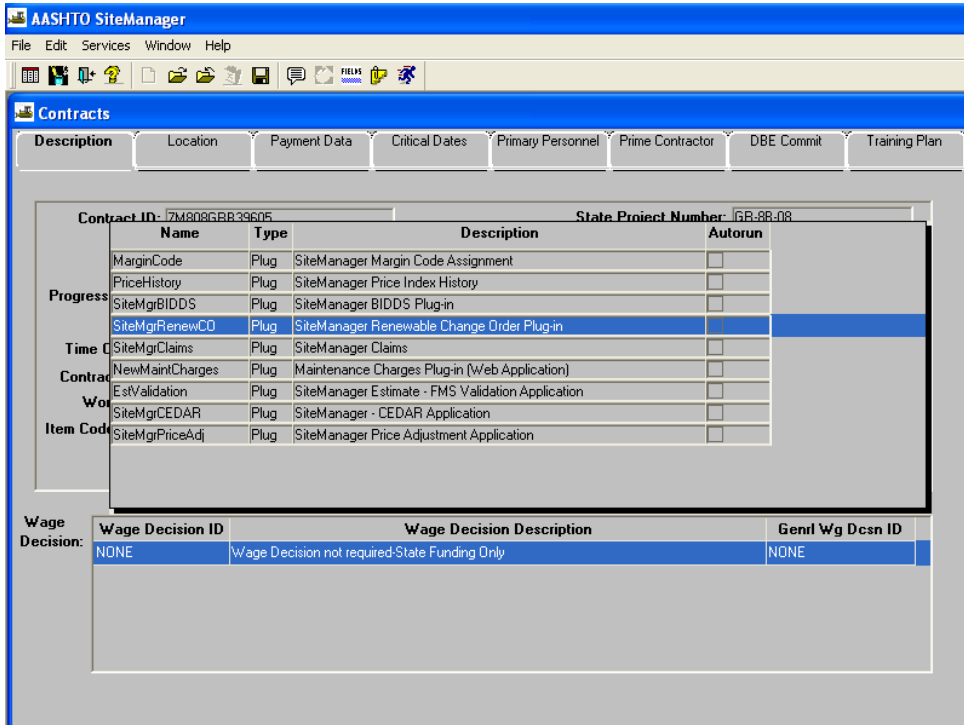 AASHTO SiteManager
File Edit Services Window Help
FIELDS
Contracts
Description Location Payment Data Critical Dates Primary Personnel Prime Contractor DBE Commit Training Plan
Contract ID: 7M808GBB39605 State Project Number: GB-8B-08
Name Type Description Autorun
MarginCode Plug SiteManager Margin Code Assignment
PriceHistory Plug SiteManager Price Index History
Progress SiteMgrBIDDS Plug SiteManager BIDDS Plug-in
SiteMgrRenewCO Plug SiteManager Renewable Change Order Plug-in
Time SiteMgrClaims Plug SiteManager Claims
Contrac NewMaintCharges Plug Maintenance Charges Plug-in (Web Application)
EstValidation Plug SiteManager Estimate - FMS Validation Application
Wor SiteMgrCEDAR Plug SiteManager - CEDAR Application
Item Code SiteMgrPriceAdj Plug SiteManager Price Adjustment Application
Wage Decision: Wage Decision ID Wage Decision Description Genrl Wg Dcsn ID
NONE Wage Decision not required-State Funding Only NONE